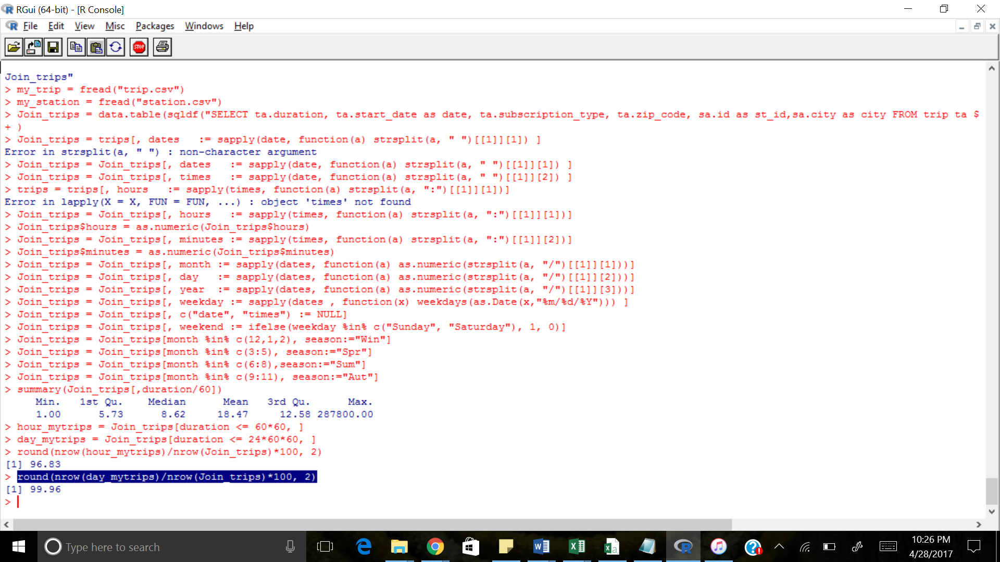 RGui (64-bit) - [R Console]
File Edit View Misc Packages Windows Help
STOP
Join_trips"
> my_trip = fread("trip.csv")
> my_station = fread("station.csv")
> Join_trips = data.table(sqldf("SELECT ta.duration, ta.start_date as date, ta.subscription_type, ta.zip_code, sa.id as st_id,sa.city as city FROM trip ta $
+ )
> Join_trips = trips[, dates   := sapply(date, function(a) strsplit(a, " ")[[1]][1]) ]
Error in strsplit(a, " ") : non-character argument
> Join_trips = Join_trips[, dates   := sapply(date, function(a) strsplit(a, " ")[[1]][1]) ]
> Join_trips = Join_trips[, times   := sapply(date, function(a) strsplit(a, " ")[[1]][2]) ]
> trips = trips[, hours   := sapply(times, function(a) strsplit(a, ":")[[1]][1])]
Error in lapply(X = X, FUN = FUN, ...) : object 'times' not found
> Join_trips = Join_trips[, hours   := sapply(times, function(a) strsplit(a, ":")[[1]][1])]
> Join_trips$hours = as.numeric(Join_trips$hours)
> Join_trips = Join_trips[, minutes := sapply(times, function(a) strsplit(a, ":")[[1]][2])]
> Join_trips$minutes = as.numeric(Join_trips$minutes)
> Join_trips = Join_trips[, month := sapply(dates, function(a) as.numeric(strsplit(a, "/")[[1]][1]))]
> Join_trips = Join_trips[, day   := sapply(dates, function(a) as.numeric(strsplit(a, "/")[[1]][2]))]
> Join_trips = Join_trips[, year  := sapply(dates, function(a) as.numeric(strsplit(a, "/")[[1]][3]))]
> Join_trips = Join_trips[, weekday := sapply(dates , function(x) weekdays(as.Date(x,"%m/%d/%Y"))) ]
> Join_trips = Join_trips[, c("date", "times") := NULL]
> Join_trips = Join_trips[, weekend := ifelse(weekday %in% c("Sunday", "Saturday"), 1, 0)]
> Join_trips = Join_trips[month %in% c(12,1,2), season:="Win"]
> Join_trips = Join_trips[month %in% c(3:5), season:="Spr"]
> Join_trips = Join_trips[month %in% c(6:8),season:="Sum"]
> Join_trips = Join_trips[month %in% c(9:11), season:="Aut"]
> summary(Join_trips[,duration/60])
Min. 1st Qu. Median Mean 3rd Qu. Max.
1.00 5.73 8.62 18.47 12.58 287800.00
> hour_mytrips = Join_trips[duration <= 60*60, ]
> day_mytrips = Join_trips[duration <= 24*60*60, ]
> round(nrow(hour_mytrips)/nrow(Join_trips)*100, 2)
[1] 96.83
> round(nrow(day_mytrips)/nrow(Join_trips)*100, 2)
[1] 99.96
>
Type here to search
10:26 PM
4/28/2017